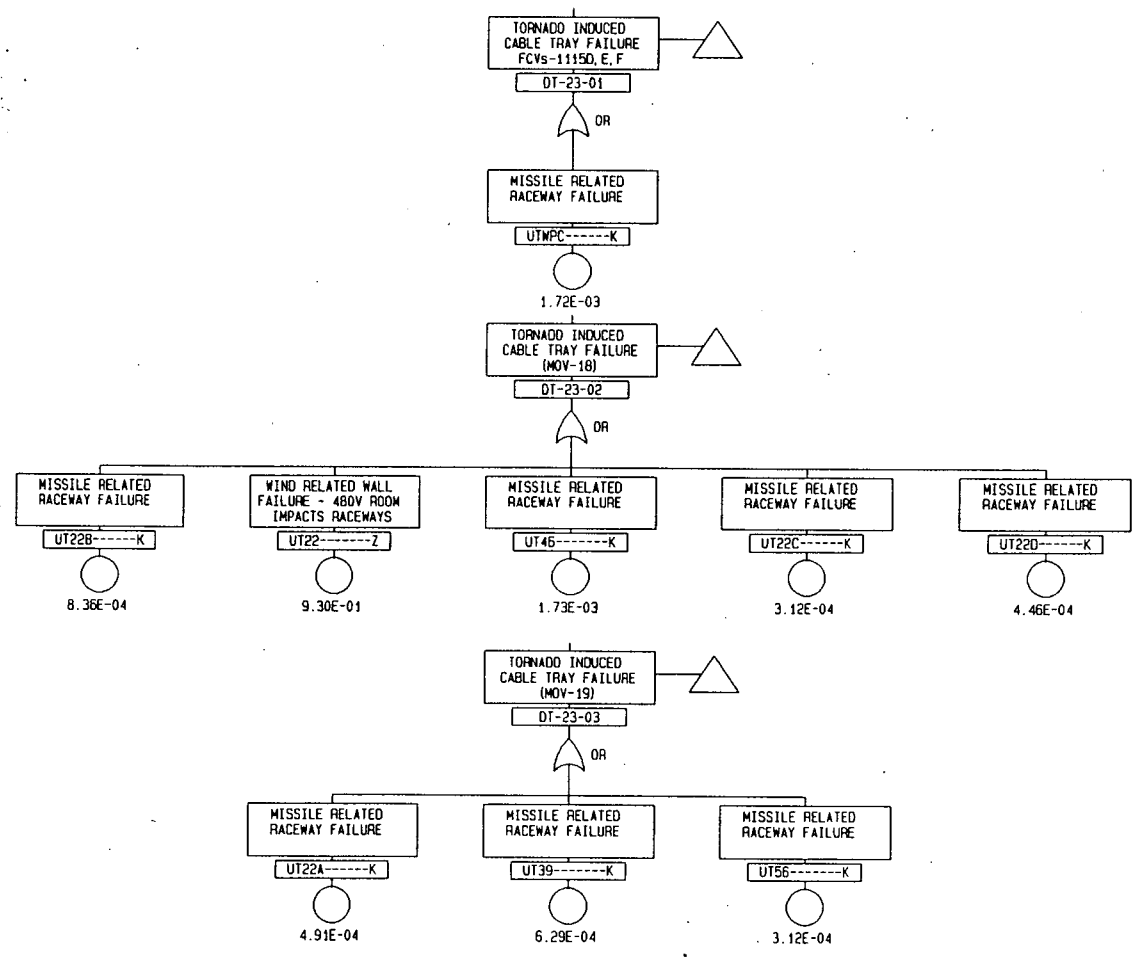 TORNADO INDUCED
CABLE TRAY FAILURE
FCVs-1115D,E,F
DT-23-01
OR
MISSILE RELATED
RACEWAY FAILURE
UTWPC------K
1.72E-03
TORNADO INDUCED
CABLE TRAY FAILURE
(MOV-18)
DT-23-02
OR
MISSILE RELATED
RACEWAY FAILURE
UT22B------K
8.36E-04
WIND RELATED WALL
FAILURE - 480V ROOM
IMPACTS RACEWAYS
UT22-------Z
9.30E-01
MISSILE RELATED
RACEWAY FAILURE
UT46-------K
1.73E-03
MISSILE RELATED
RACEWAY FAILURE
UT22C------K
3.12E-04
MISSILE RELATED
RACEWAY FAILURE
UT22D------K
4.46E-04
TORNADO INDUCED
CABLE TRAY FAILURE
(MOV-19)
DT-23-03
OR
MISSILE RELATED
RACEWAY FAILURE
UT22A------K
4.91E-04
MISSILE RELATED
RACEWAY FAILURE
UT39-------K
6.29E-04
MISSILE RELATED
RACEWAY FAILURE
UT56-------K
3.12E-04